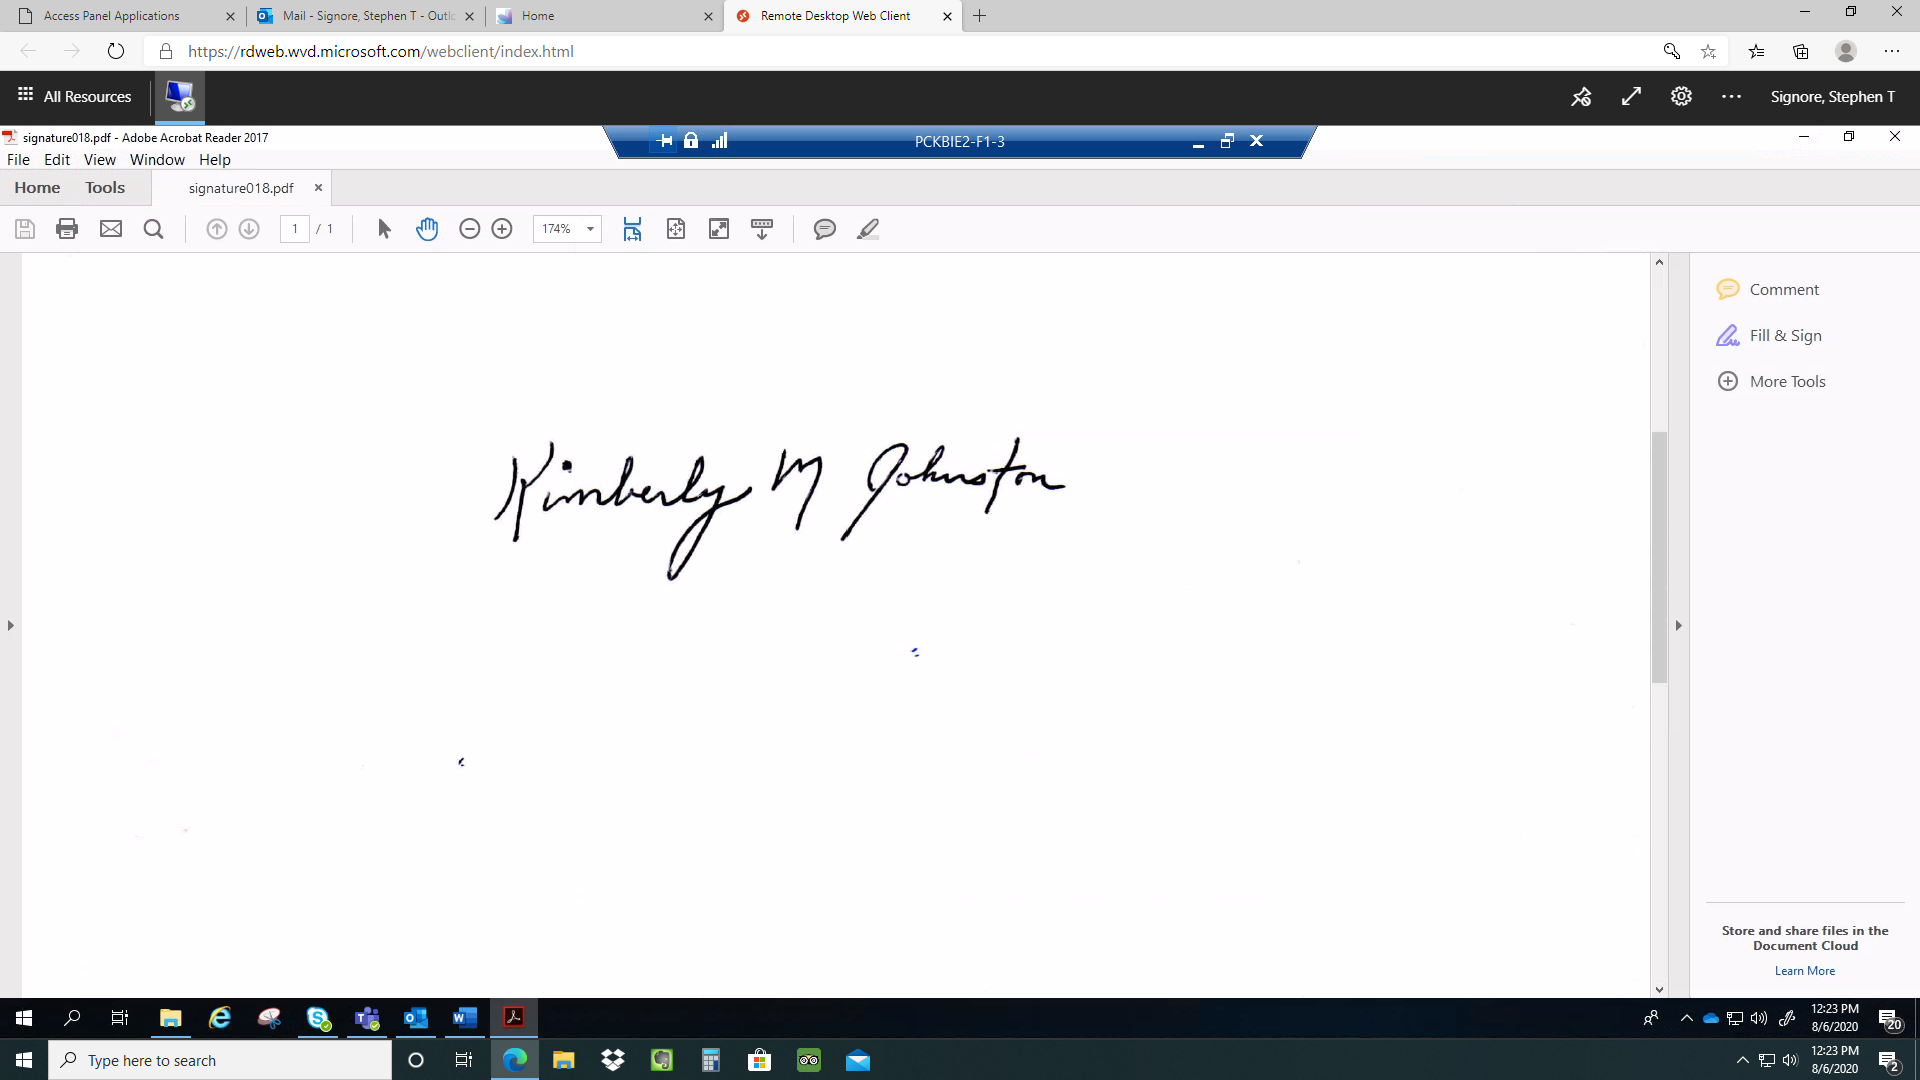 Access Panel Applications
Mail - Signore, Stephen T - Outlo
Home
Remote Desktop Web Client
https://rdweb.wvd.microsoft.com/webclient/index.html
All Resources
Signore, Stephen T
signature018.pdf - Adobe Acrobat Reader 2017
PCKBIE2-F1-3
File Edit View Window Help
Home Tools signature018.pdf
1 / 1 174%
Comment
Fill & Sign
More Tools
Kimberly M Johnston
Store and share files in the
Document Cloud
Learn More
12:23 PM
8/6/2020
20
Type here to search
12:23 PM
8/6/2020
2